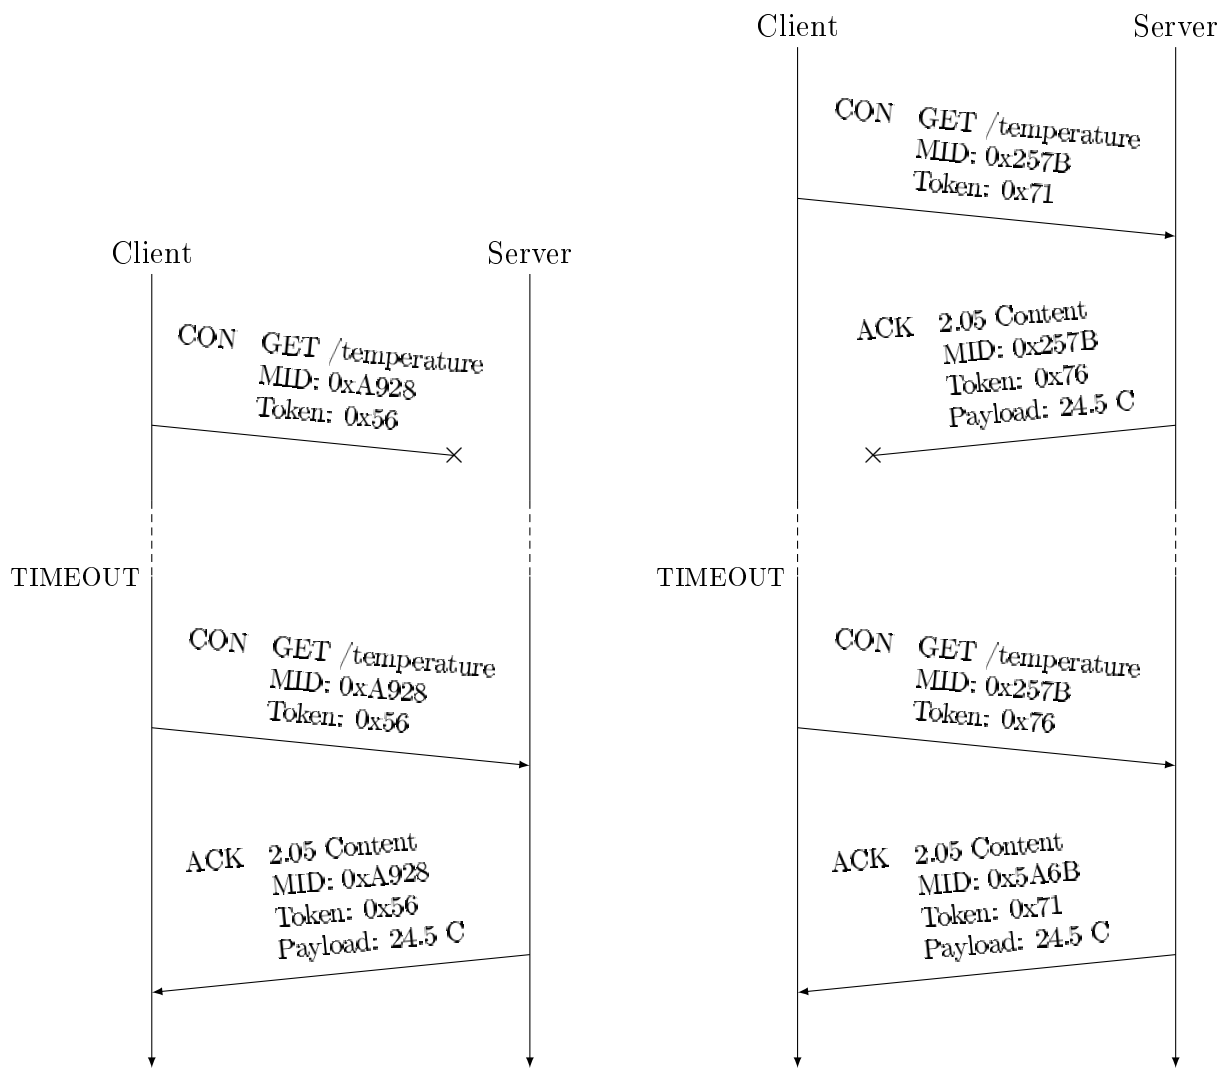 Client
Server
CON GET /temperature
MID: 0xA928
Token: 0x56
TIMEOUT
CON GET /temperature
MID: 0xA928
Token: 0x56
ACK 2.05 Content
MID: 0xA928
Token: 0x56
Payload: 24.5 C
Client
Server
CON GET /temperature
MID: 0x257B
Token: 0x71
ACK 2.05 Content
MID: 0x257B
Token: 0x76
Payload: 24.5 C
TIMEOUT
CON GET /temperature
MID: 0x257B
Token: 0x76
ACK 2.05 Content
MID: 0x5A6B
Token: 0x71
Payload: 24.5 C